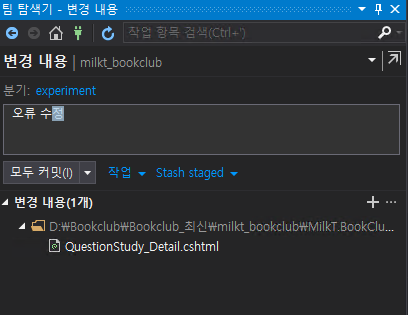 팀 탐색기 - 변경 내용
작업 항목 검색(Ctrl+')
변경 내용 | milkt_bookclub
분기: experiment
오류 수정
모두 커밋(I) 작업 Stash staged
변경 내용(1개)
D:₩Bookclub₩Bookclub_최신₩milkt_bookclub₩MilkT.BookClu...
QuestionStudy_Detail.cshtml